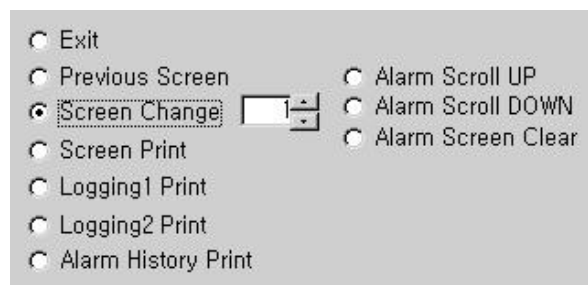 Exit
Previous Screen
Screen Change 1
Screen Print
Logging1 Print
Logging2 Print
Alarm History Print
Alarm Scroll UP
Alarm Scroll DOWN
Alarm Screen Clear